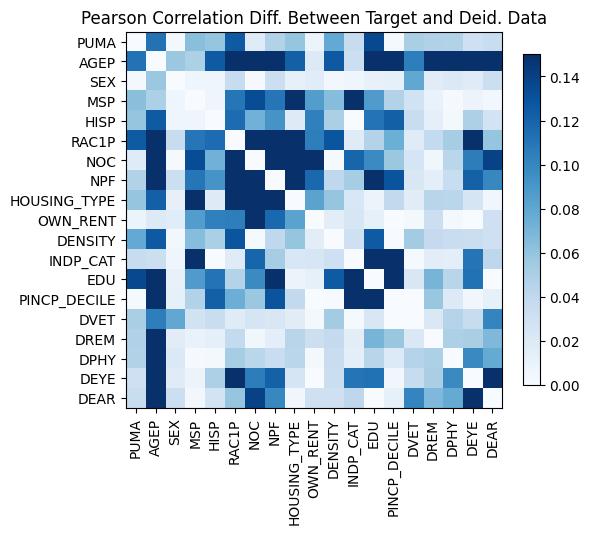 Pearson Correlation Diff. Between Target and Deid. Data
PUMA
AGEP
SEX
MSP
HISP
RAC1P
NOC
NPF
HOUSING_TYPE
OWN_RENT
DENSITY
INDP_CAT
EDU
PINCP_DECILE
DVET
DREM
DPHY
DEYE
DEAR
0.14
0.12
0.10
0.08
0.06
0.04
0.02
0.00
PUMA
AGEP
SEX
MSP
HISP
RAC1P
NOC
NPF
HOUSING_TYPE
OWN_RENT
DENSITY
INDP_CAT
EDU
PINCP_DECILE
DVET
DREM
DPHY
DEYE
DEAR